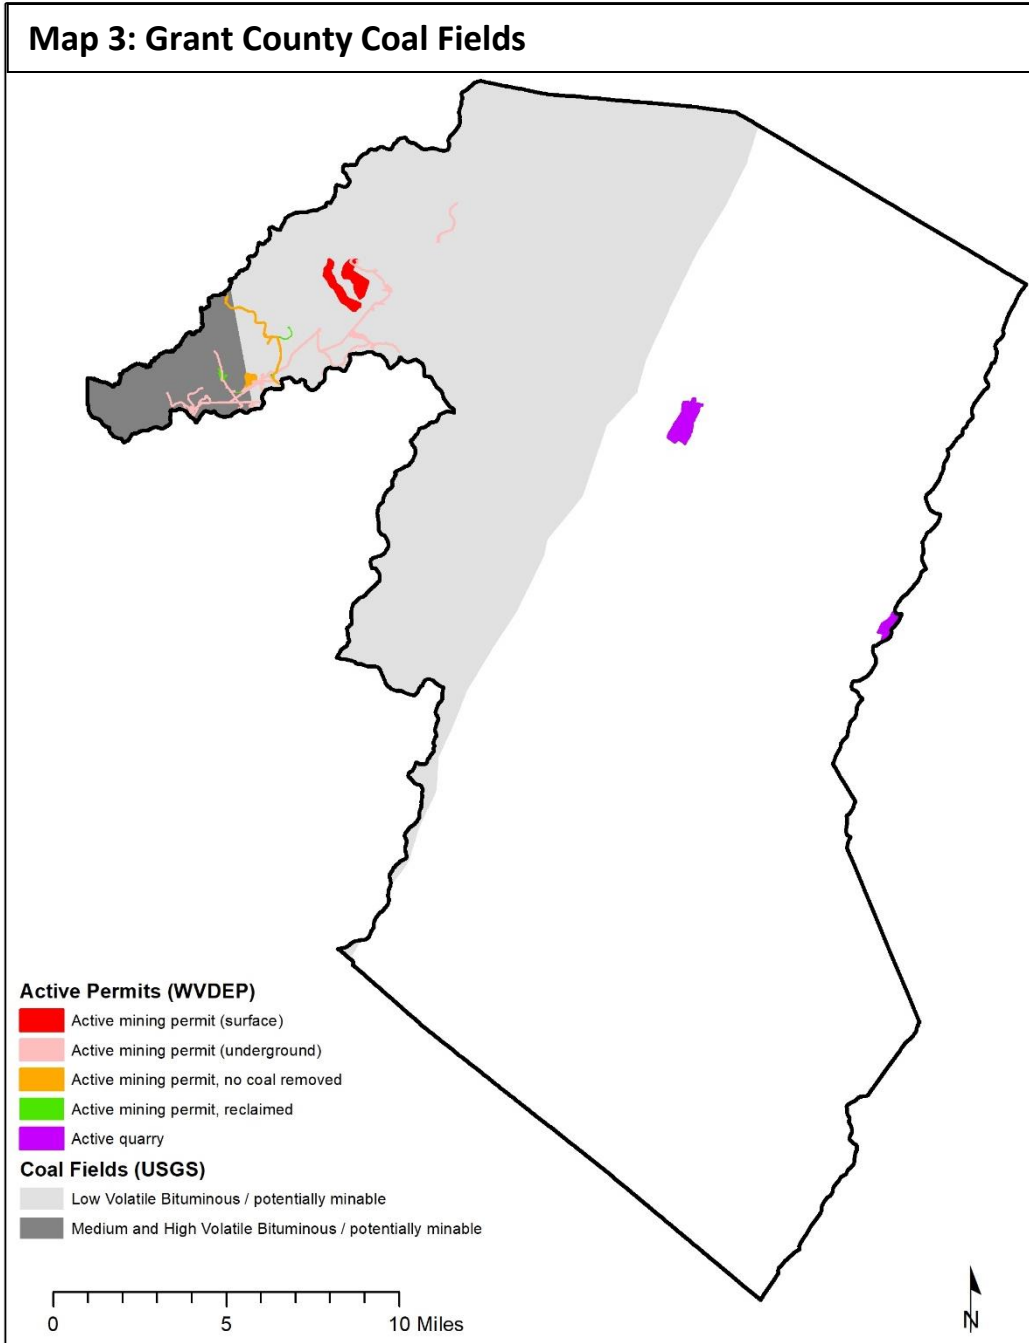 Map 3: Grant County Coal Fields
Active Permits (WVDEP)
Active mining permit (surface)
Active mining permit (underground)
Active mining permit, no coal removed
Active mining permit, reclaimed
Active quarry
Coal Fields (USGS)
Low Volatile Bituminous / potentially minable
Medium and High Volatile Bituminous / potentially minable
0 5 10 Miles
N